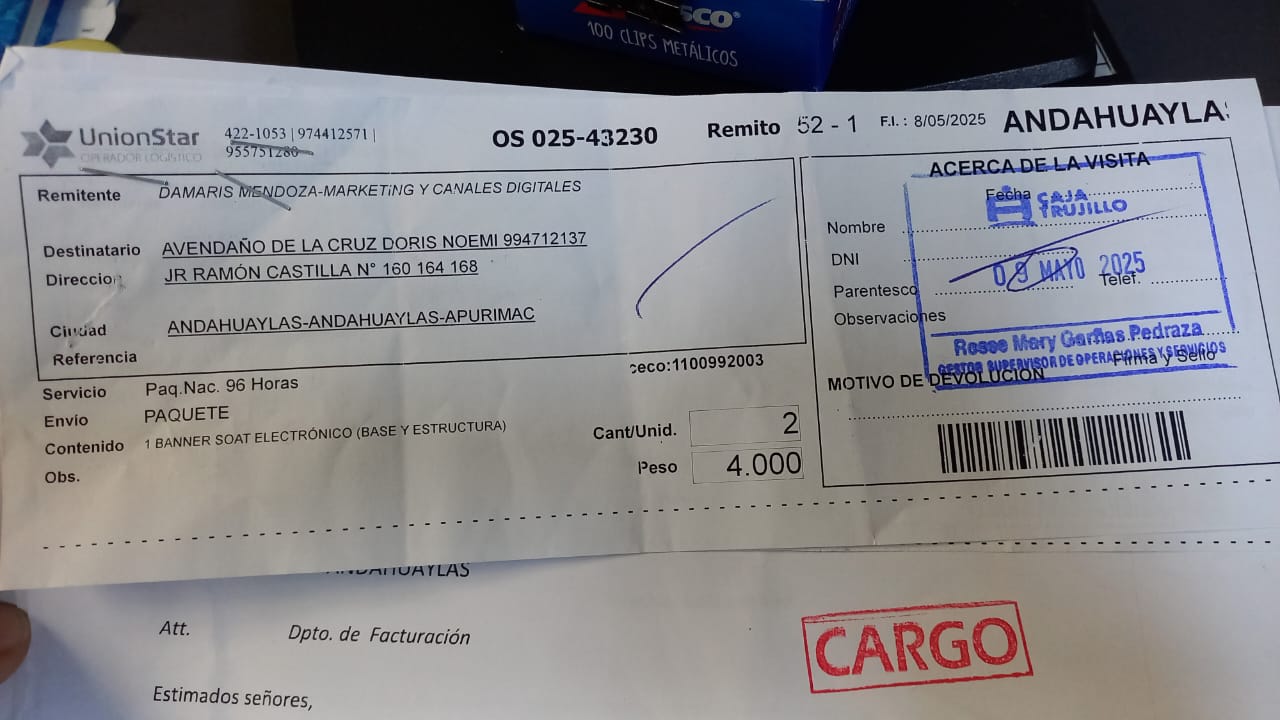 SCO®
100 CLIPS METÁLICOS
UnionStar
OPERADOR LOGÍSTICO
422-1053 | 974412571 |
955751280
OS 025-43230
Remito 52 - 1
F.I. : 8/05/2025
ANDAHUAYLAS
Remitente DAMARIS MENDOZA-MARKETING Y CANALES DIGITALES
Destinatario AVENDAÑO DE LA CRUZ DORIS NOEMI 994712137
Direccion JR RAMÓN CASTILLA N° 160 164 168
Ciudad ANDAHUAYLAS-ANDAHUAYLAS-APURIMAC
Referencia
ceco:1100992003
Servicio Paq.Nac. 96 Horas
Envío PAQUETE
Contenido 1 BANNER SOAT ELECTRÓNICO (BASE Y ESTRUCTURA)
Obs.
Cant/Unid. 2
Peso 4.000
ACERCA DE LA VISITA
Fecha
CAJA
TRUJILLO
Nombre
DNI
09 MAYO 2025
Parentesco Telef.
Observaciones
Rosse Mery Garfias Pedraza
GESTOR SUPERVISOR DE OPERACIONES Y SERVICIOS
Firma y Sello
MOTIVO DE DEVOLUCION
ANDAHUAYLAS
Att. Dpto. de Facturación
CARGO
Estimados señores,